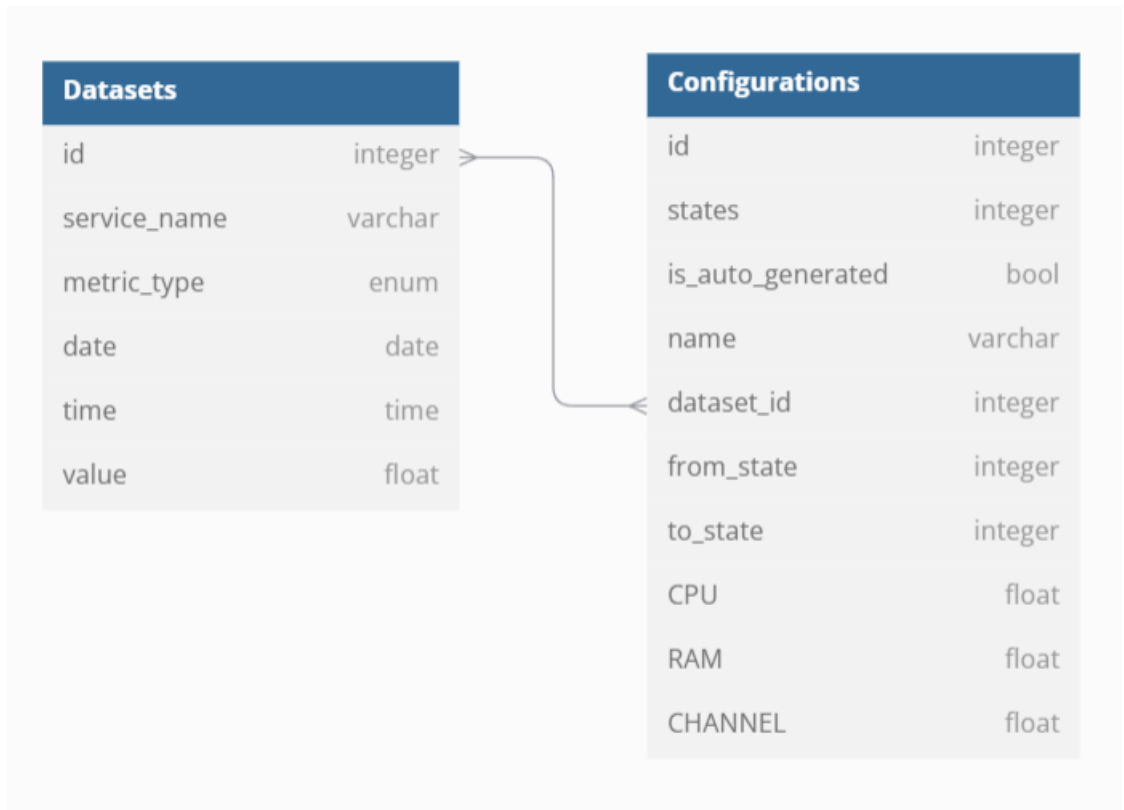 Datasets
id integer
service_name varchar
metric_type enum
date date
time time
value float
Configurations
id integer
states integer
is_auto_generated bool
name varchar
dataset_id integer
from_state integer
to_state integer
CPU float
RAM float
CHANNEL float